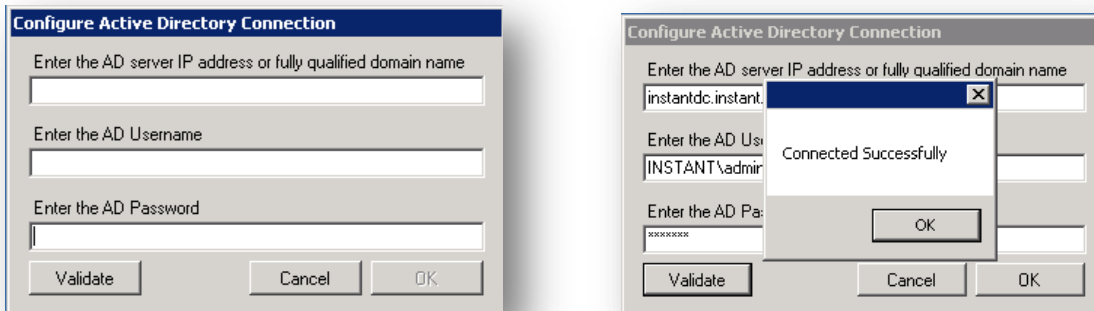 Configure Active Directory Connection
Enter the AD server IP address or fully qualified domain name
Enter the AD Username
Enter the AD Password
Validate Cancel OK
Configure Active Directory Connection
Enter the AD server IP address or fully qualified domain name
instantdc.instant.
Enter the AD Us
INSTANT\admin
Enter the AD Pa
*******
Connected Successfully
OK
Validate Cancel OK